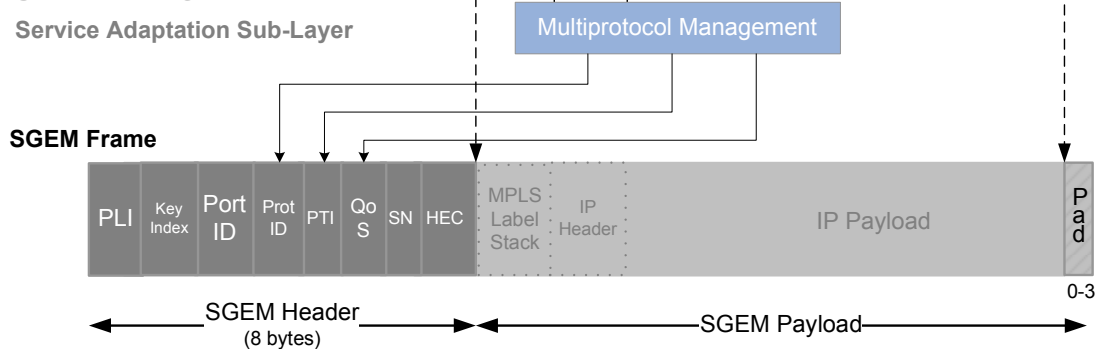 Service Adaptation Sub-Layer
Multiprotocol Management
SGEM Frame
PLI
Key
Index
Port
ID
Prot
ID
PTI
Qo
S
SN
HEC
MPLS
Label
Stack
IP
Header
IP Payload
P
a
d
0-3
SGEM Header
(8 bytes)
SGEM Payload